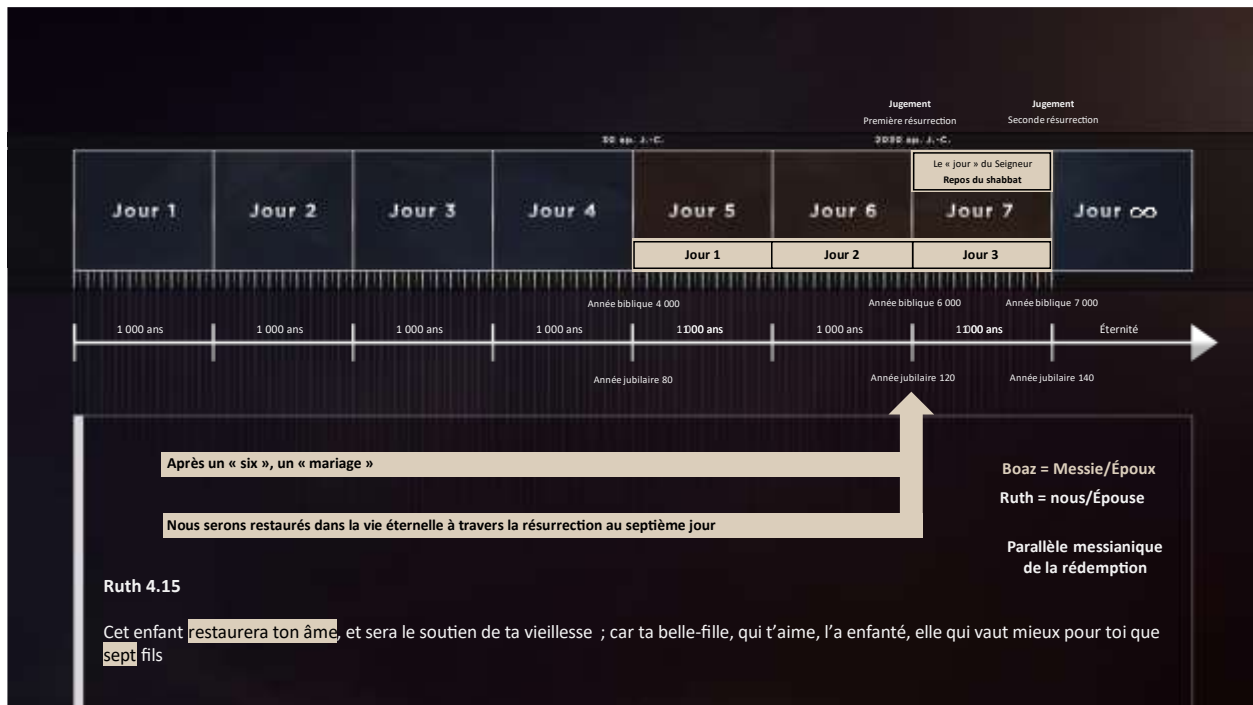 Jugement Jugement
Première résurrection Seconde résurrection
30 ap. J.-C. 2030 ap. J.-C.
Le « jour » du Seigneur
Repos du shabbat
Jour 1 Jour 2 Jour 3 Jour 4 Jour 5 Jour 6 Jour 7 Jour ∞
Jour 1 Jour 2 Jour 3
Année biblique 4 000 Année biblique 6 000 Année biblique 7 000
1 000 ans 1 000 ans 1 000 ans 1 000 ans 1 000 ans 1 000 ans 1 000 ans Éternité
Année jubilaire 80 Année jubilaire 120 Année jubilaire 140
Après un « six », un « mariage »
Boaz = Messie/Époux
Ruth = nous/Épouse
Nous serons restaurés dans la vie éternelle à travers la résurrection au septième jour
Parallèle messianique
de la rédemption
Ruth 4.15
Cet enfant restaurera ton âme, et sera le soutien de ta vieillesse ; car ta belle-fille, qui t’aime, l’a enfanté, elle qui vaut mieux pour toi que
sept fils